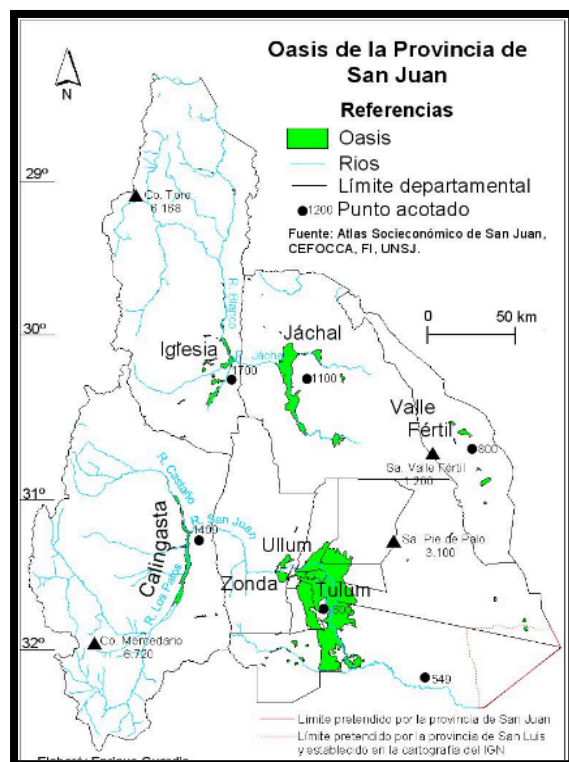 Oasis de la Provincia de
San Juan
N
Referencias
Oasis
Rios
Límite departamental
1200 Punto acotado
Fuente: Atlas Socieconómico de San Juan,
CEFOCCA, FI, UNSJ.
29º
Co. Toro
6.168
0 50 km
R. Blanco
30º
Iglesia
R. Jáchal
Jáchal
1700
1100
Valle
Fértil
800
Sa. Valle Fértil
1.200
31º
R. Castaño
R. San Juan
1400
Calingasta
Sa. Pie de Palo
3.100
Ullum
Zonda
Tulum
600
R. Los Patos
32º
Co. Mercedario
6.720
549
Límite pretendido por la provincia de San Juan
Límite pretendido por la provincia de San Luis
y establecido en la cartografía del IGN